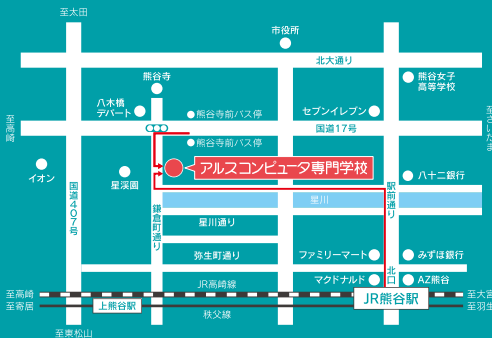 至太田
市役所
北大通り
熊谷寺
熊谷女子
高等学校
八木橋
デパート
熊谷寺前バス停
セブンイレブン
至高崎
国道17号
至さいたま
熊谷寺前バス停
イオン
星溪園
アルスコンピュータ専門学校
八十二銀行
国道407号
鎌倉町通り
星川
駅前通り
星川通り
弥生町通り
ファミリーマート
みずほ銀行
JR高崎線
マクドナルド
北口
AZ熊谷
至高崎
至大宮
至寄居
上熊谷駅
秩父線
JR熊谷駅
至羽生
至東松山